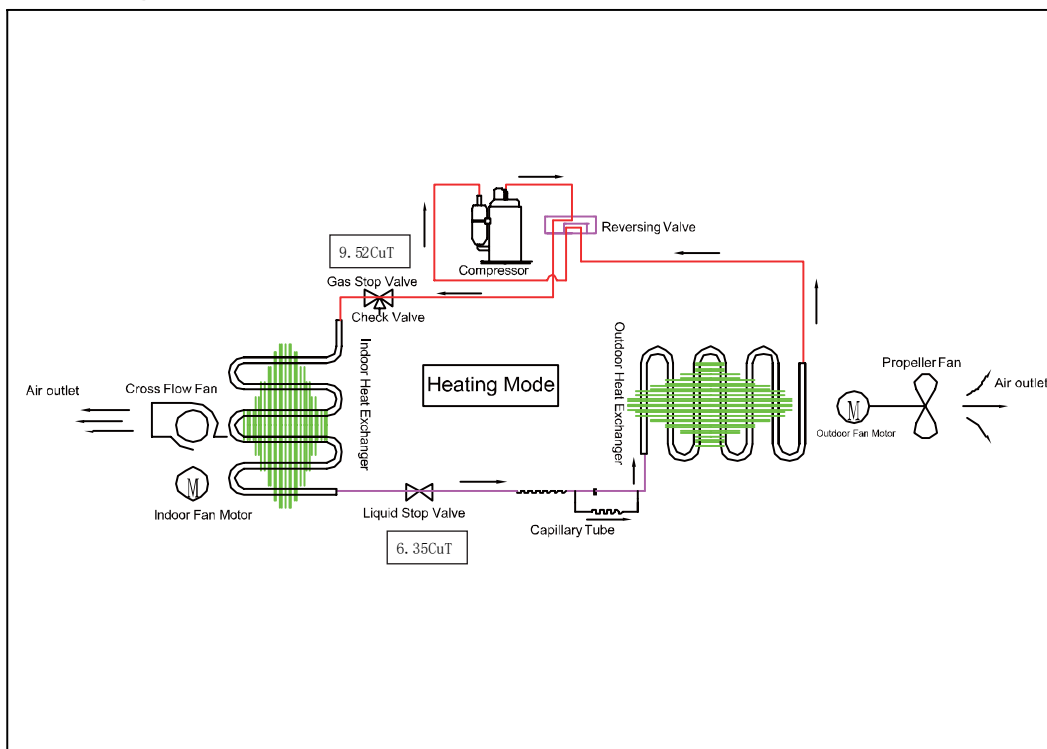 Reversing Valve
9.52CuT
Compressor
Gas Stop Valve
Check Valve
Indoor Heat Exchanger
Outdoor Heat Exchanger
Heating Mode
Propeller Fan
Air outlet
Cross Flow Fan
Air outlet
M
Outdoor Fan Motor
M
Indoor Fan Motor
Liquid Stop Valve
Capillary Tube
6.35CuT